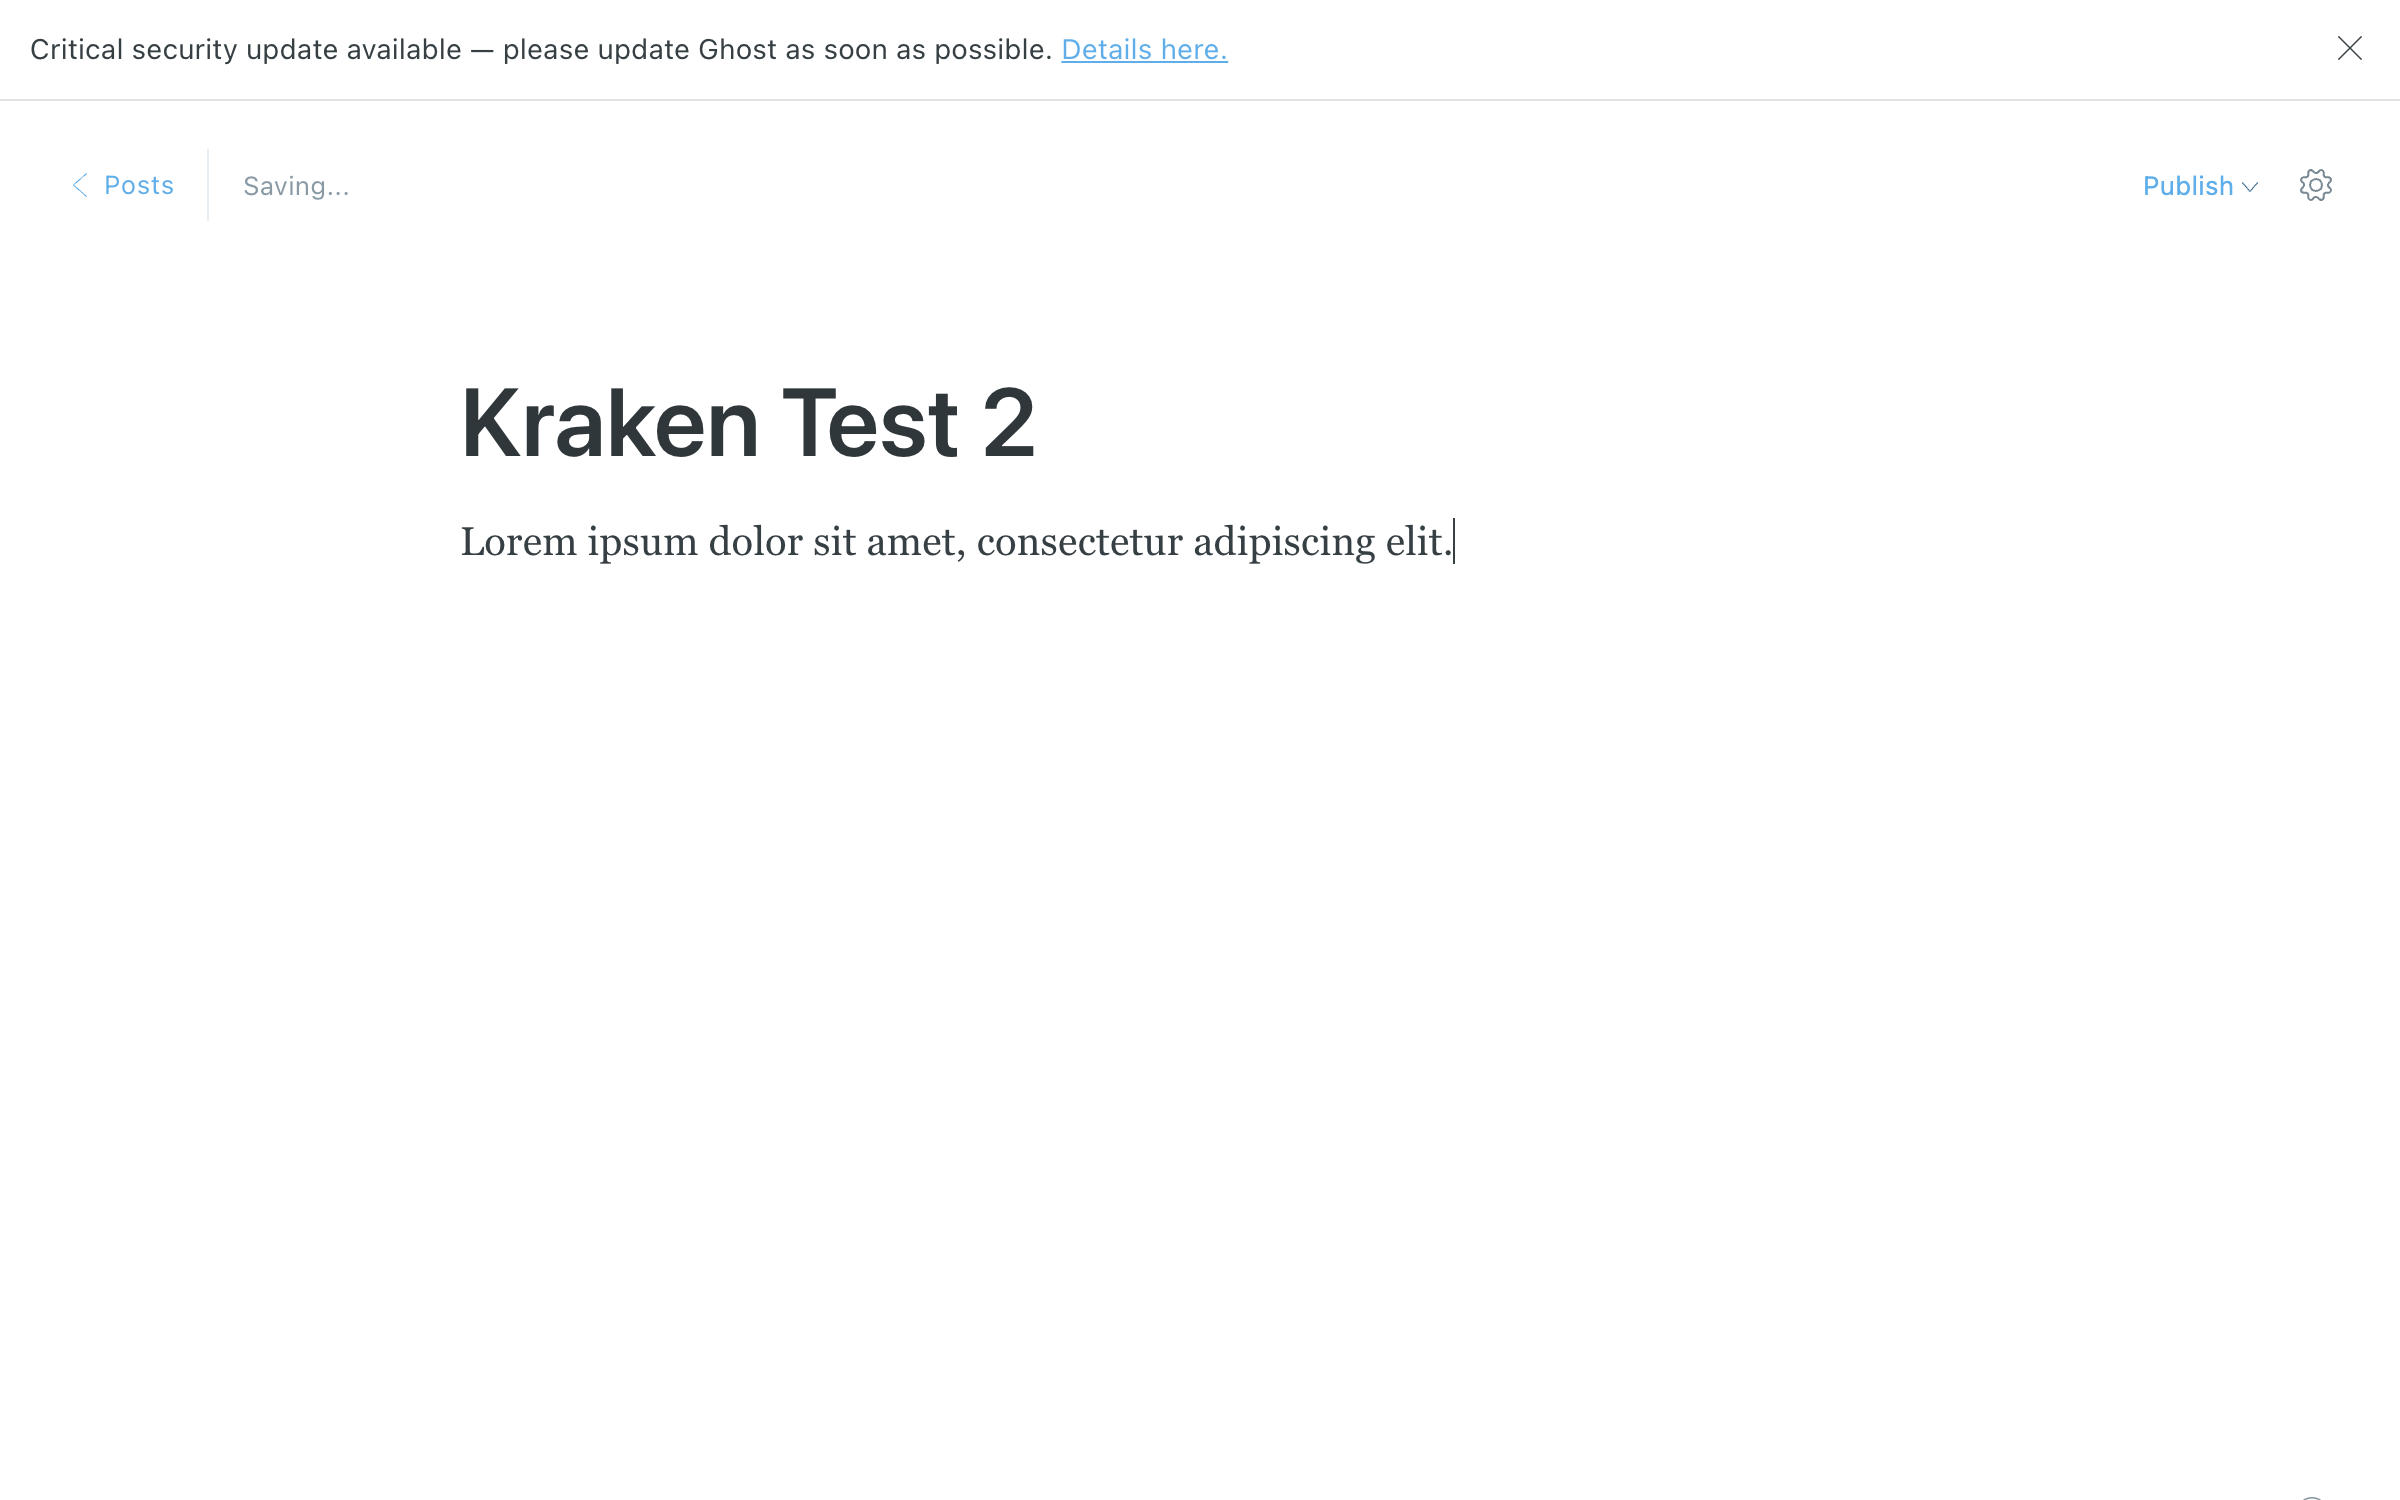 Critical security update available — please update Ghost as soon as possible. Details here.
Posts
Saving...
Publish
Kraken Test 2
Lorem ipsum dolor sit amet, consectetur adipiscing elit.